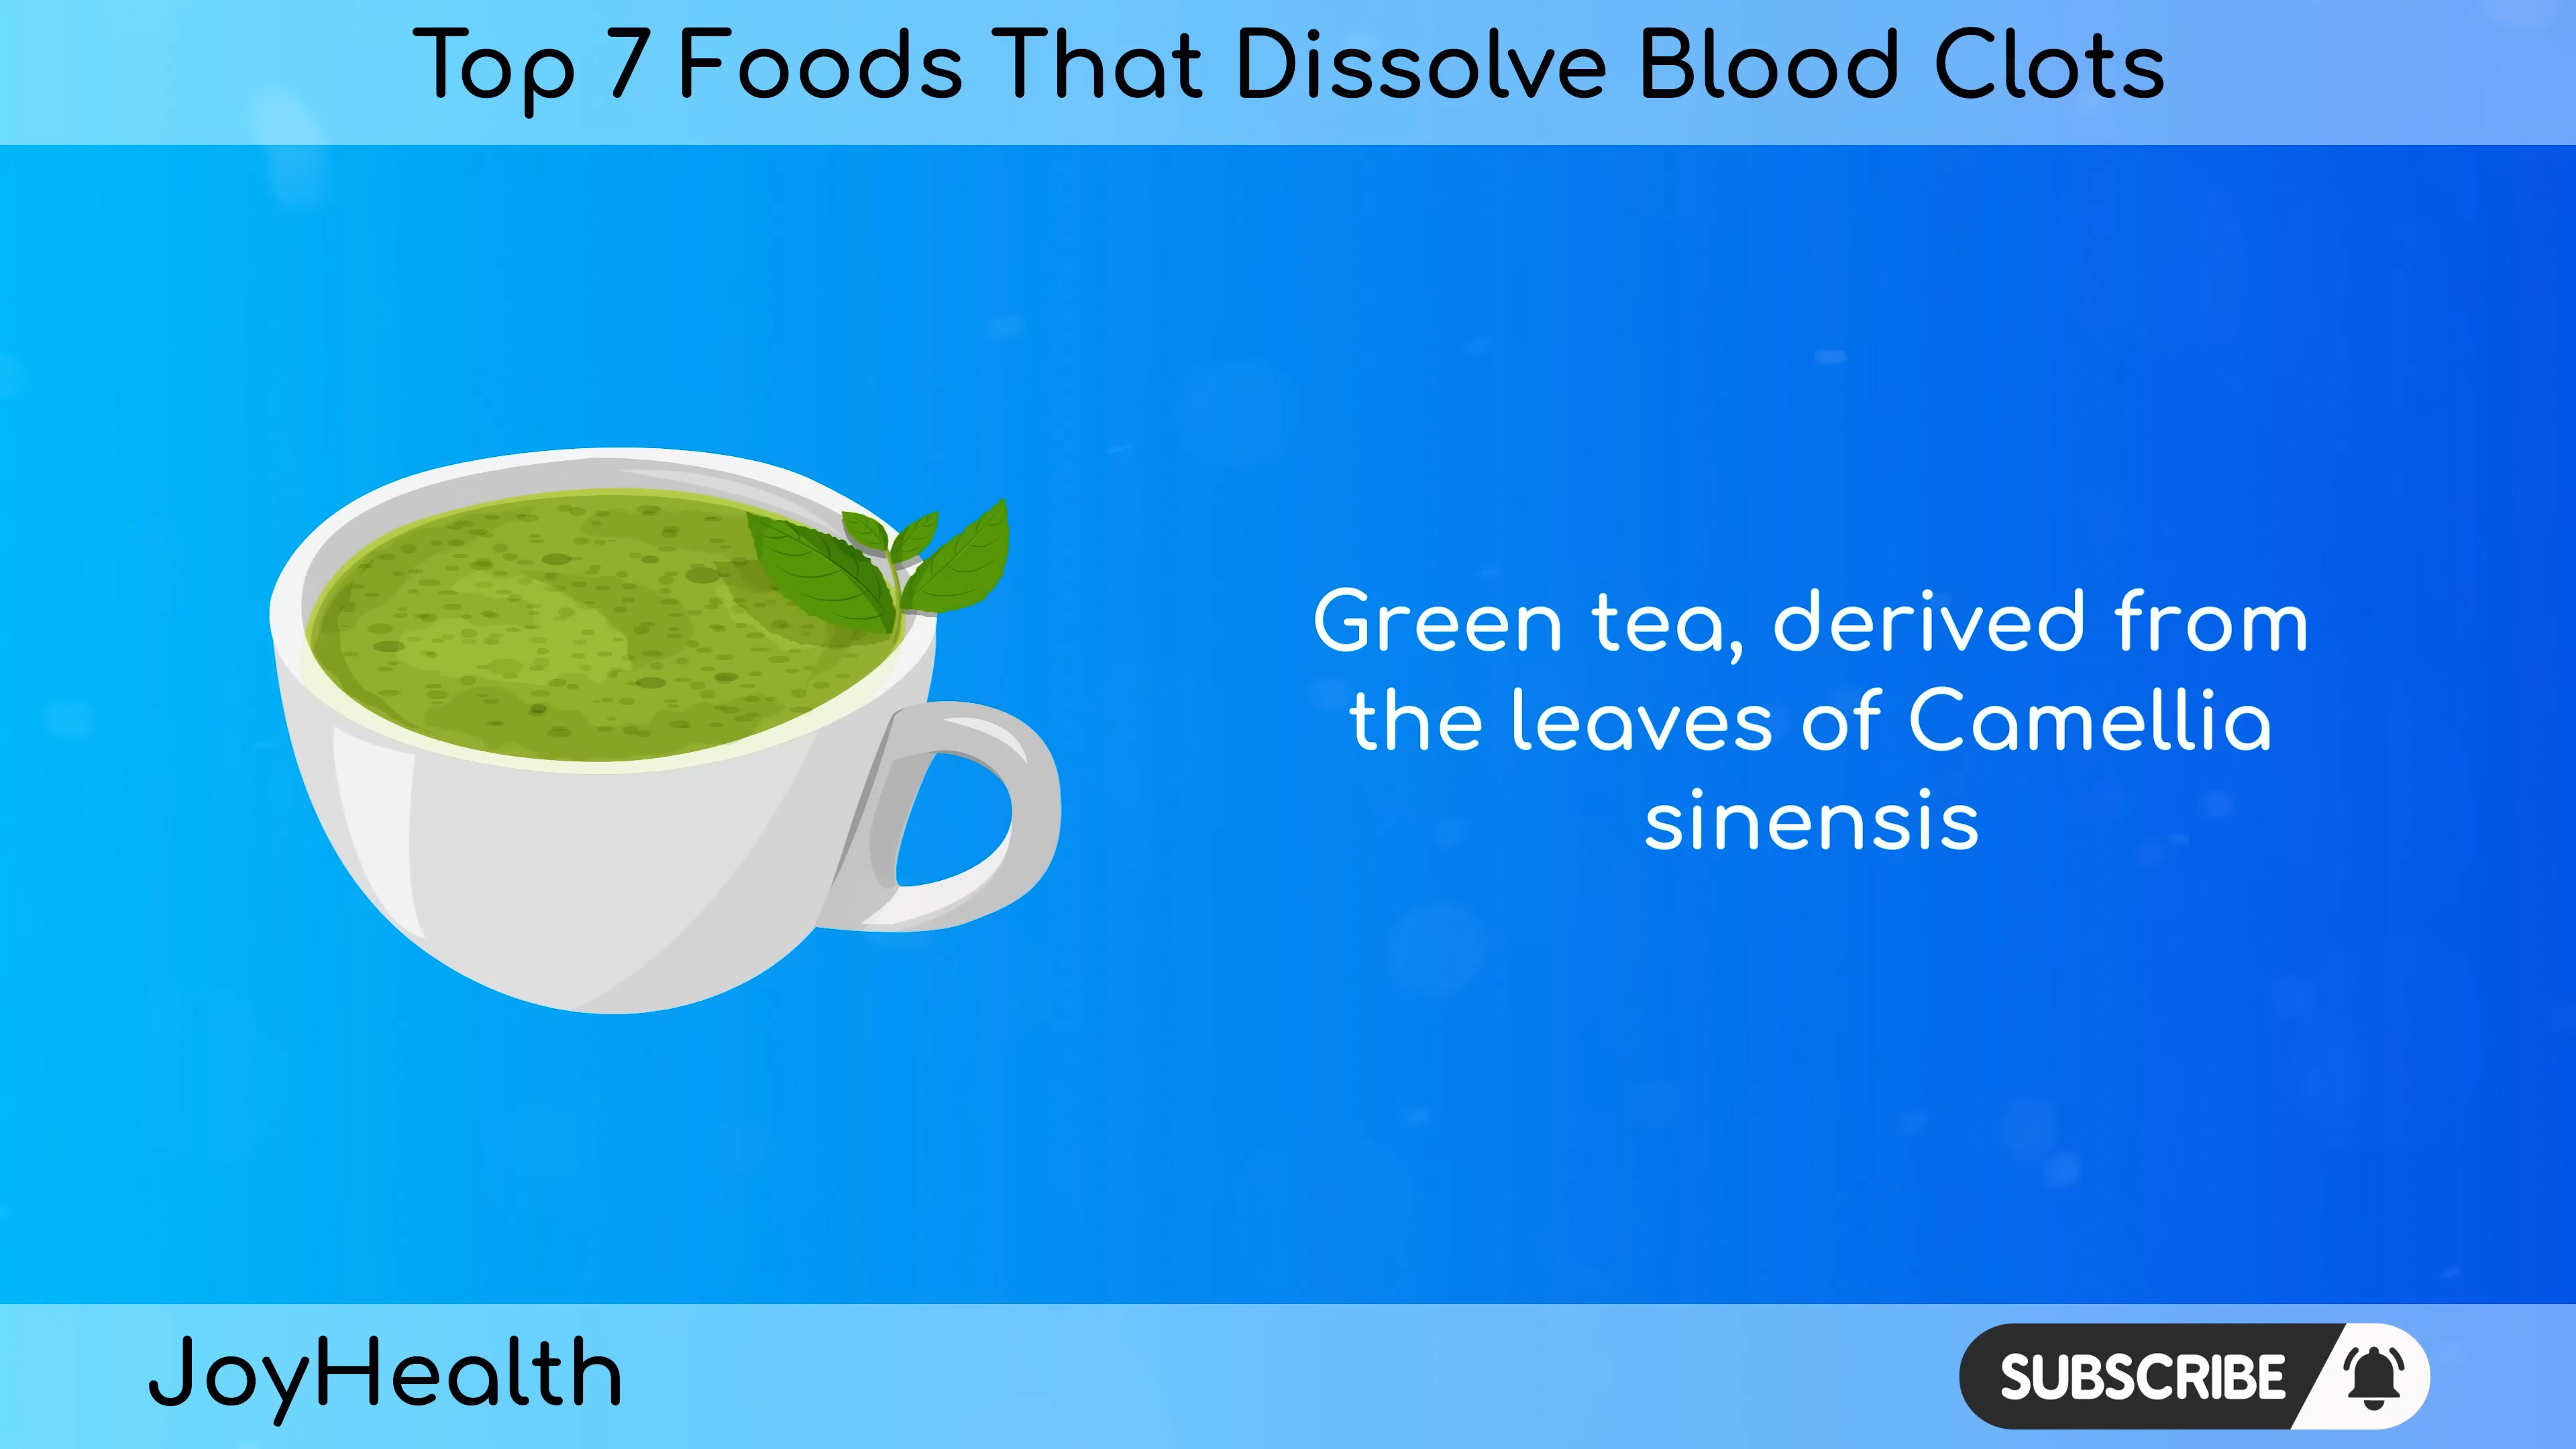 Top 7 Foods That Dissolve Blood Clots
Green tea, derived from
the leaves of Camellia
sinensis
JoyHealth
SUBSCRIBE